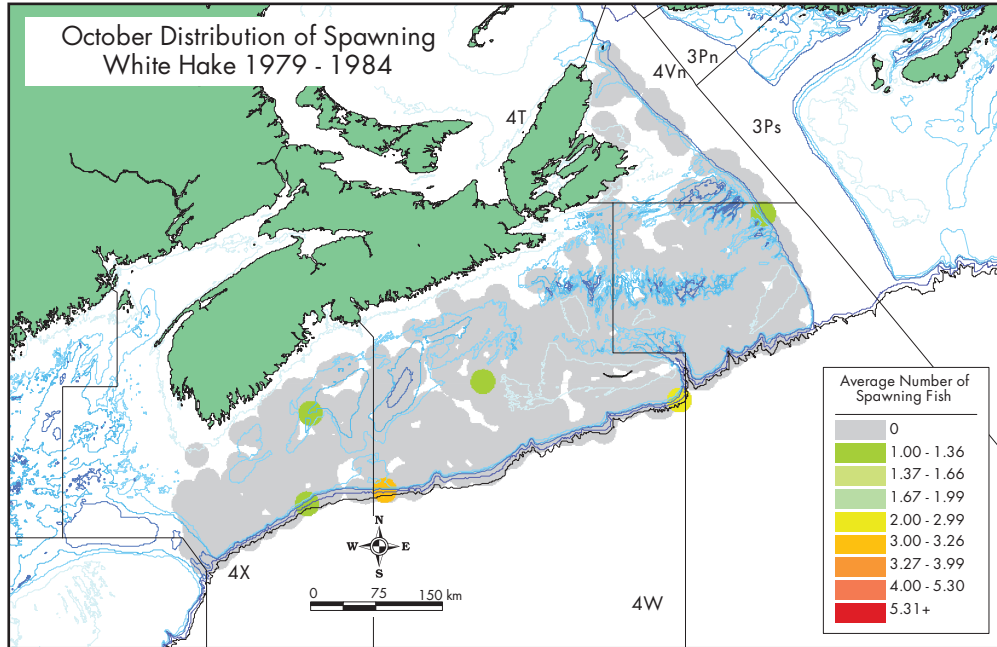 October Distribution of Spawning
White Hake 1979 - 1984
3Pn
4Vn
4T
3Ps
Average Number of
Spawning Fish
0
1.00 - 1.36
1.37 - 1.66
1.67 - 1.99
2.00 - 2.99
3.00 - 3.26
3.27 - 3.99
4.00 - 5.30
5.31+
N
W E
S
4X
0 75 150 km
4W